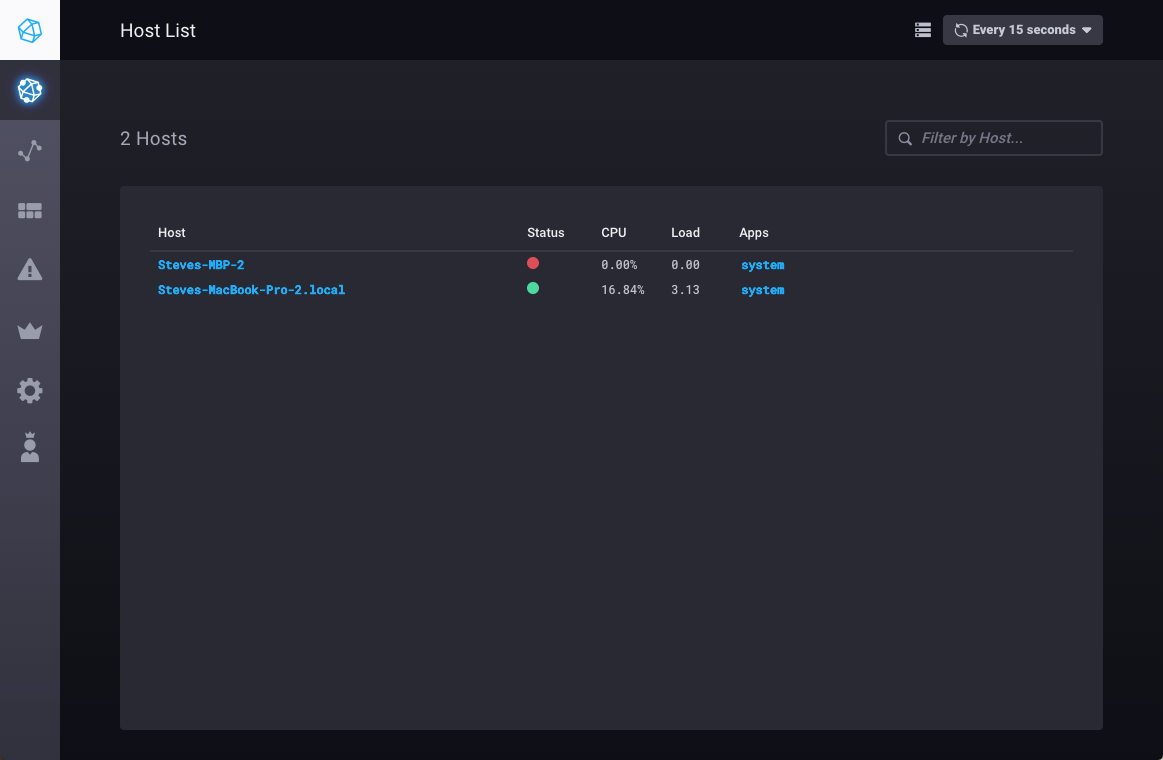 Host List
Every 15 seconds
2 Hosts
Filter by Host...
Host Status CPU Load Apps
Steves-MBP-2 0.00% 0.00 system
Steves-MacBook-Pro-2.local 16.84% 3.13 system